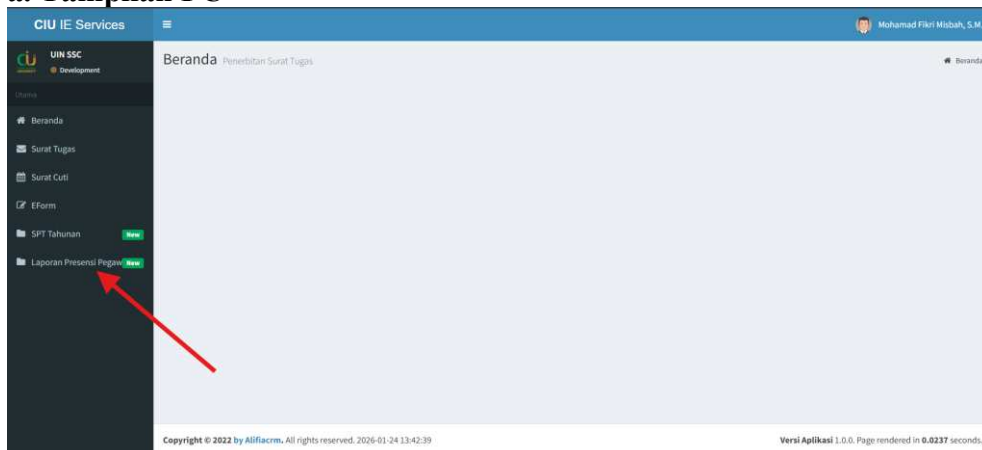 CIU IE Services
Mohamad Fikri Misbah, S.M.
UIN SSC
Development
Beranda Penerbitan Surat Tugas
Beranda
Utama
Beranda
Surat Tugas
Surat Cuti
EForm
SPT Tahunan New
Laporan Presensi Pegaw New
Copyright © 2022 by Alifiacrm. All rights reserved. 2026-01-24 13:42:39
Versi Aplikasi 1.0.0. Page rendered in 0.0237 seconds.